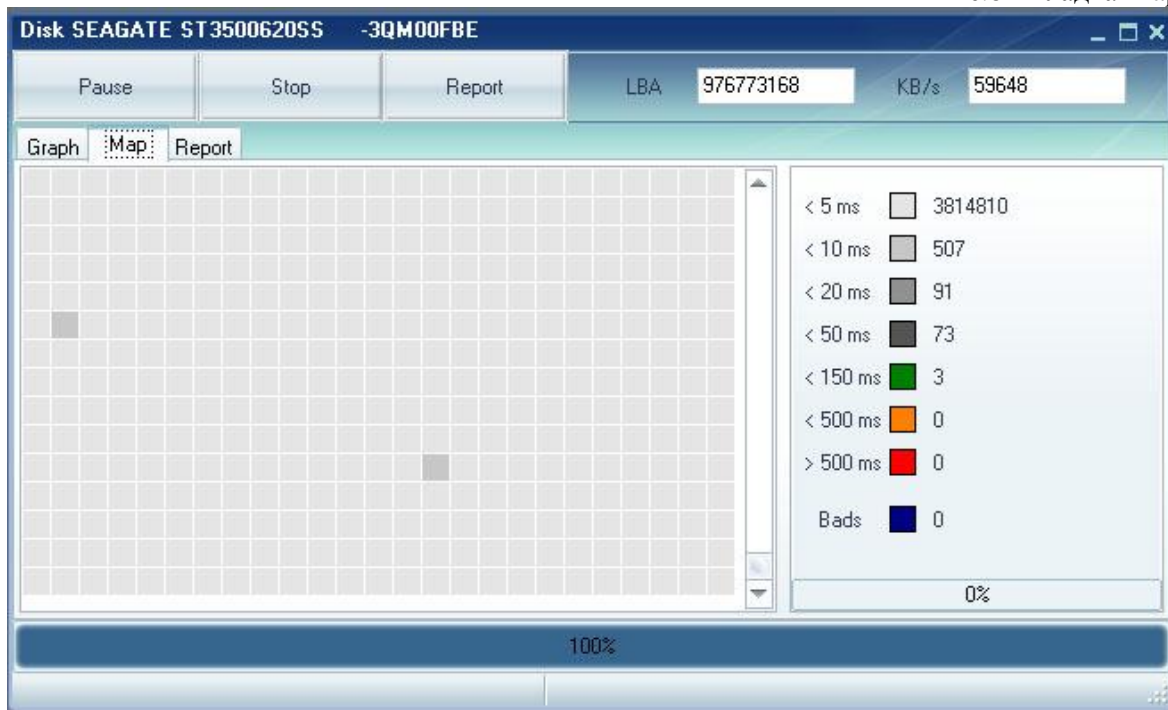 Disk SEAGATE ST3500620SS -3QM00FBE
Pause Stop Report LBA 976773168 KB/s 59648
Graph Map Report
< 5 ms 3814810
< 10 ms 507
< 20 ms 91
< 50 ms 73
< 150 ms 3
< 500 ms 0
> 500 ms 0
Bads 0
0%
100%